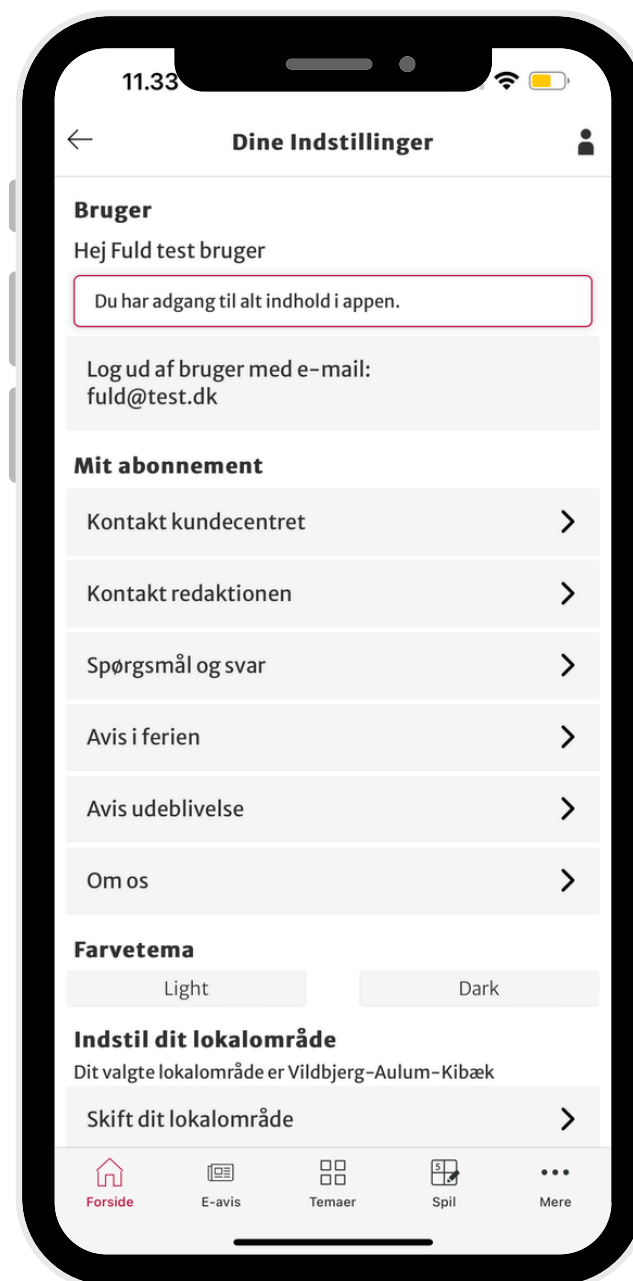 11.33
Dine Indstillinger
Bruger
Hej Fuld test bruger
Du har adgang til alt indhold i appen.
Log ud af bruger med e-mail:
fuld@test.dk
Mit abonnement
Kontakt kundecentret
Kontakt redaktionen
Spørgsmål og svar
Avis i ferien
Avis udeblivelse
Om os
Farvetema
Light Dark
Indstil dit lokalområde
Dit valgte lokalområde er Vildbjerg-Aulum-Kibæk
Skift dit lokalområde
5
Forside E-avis Temaer Spil Mere